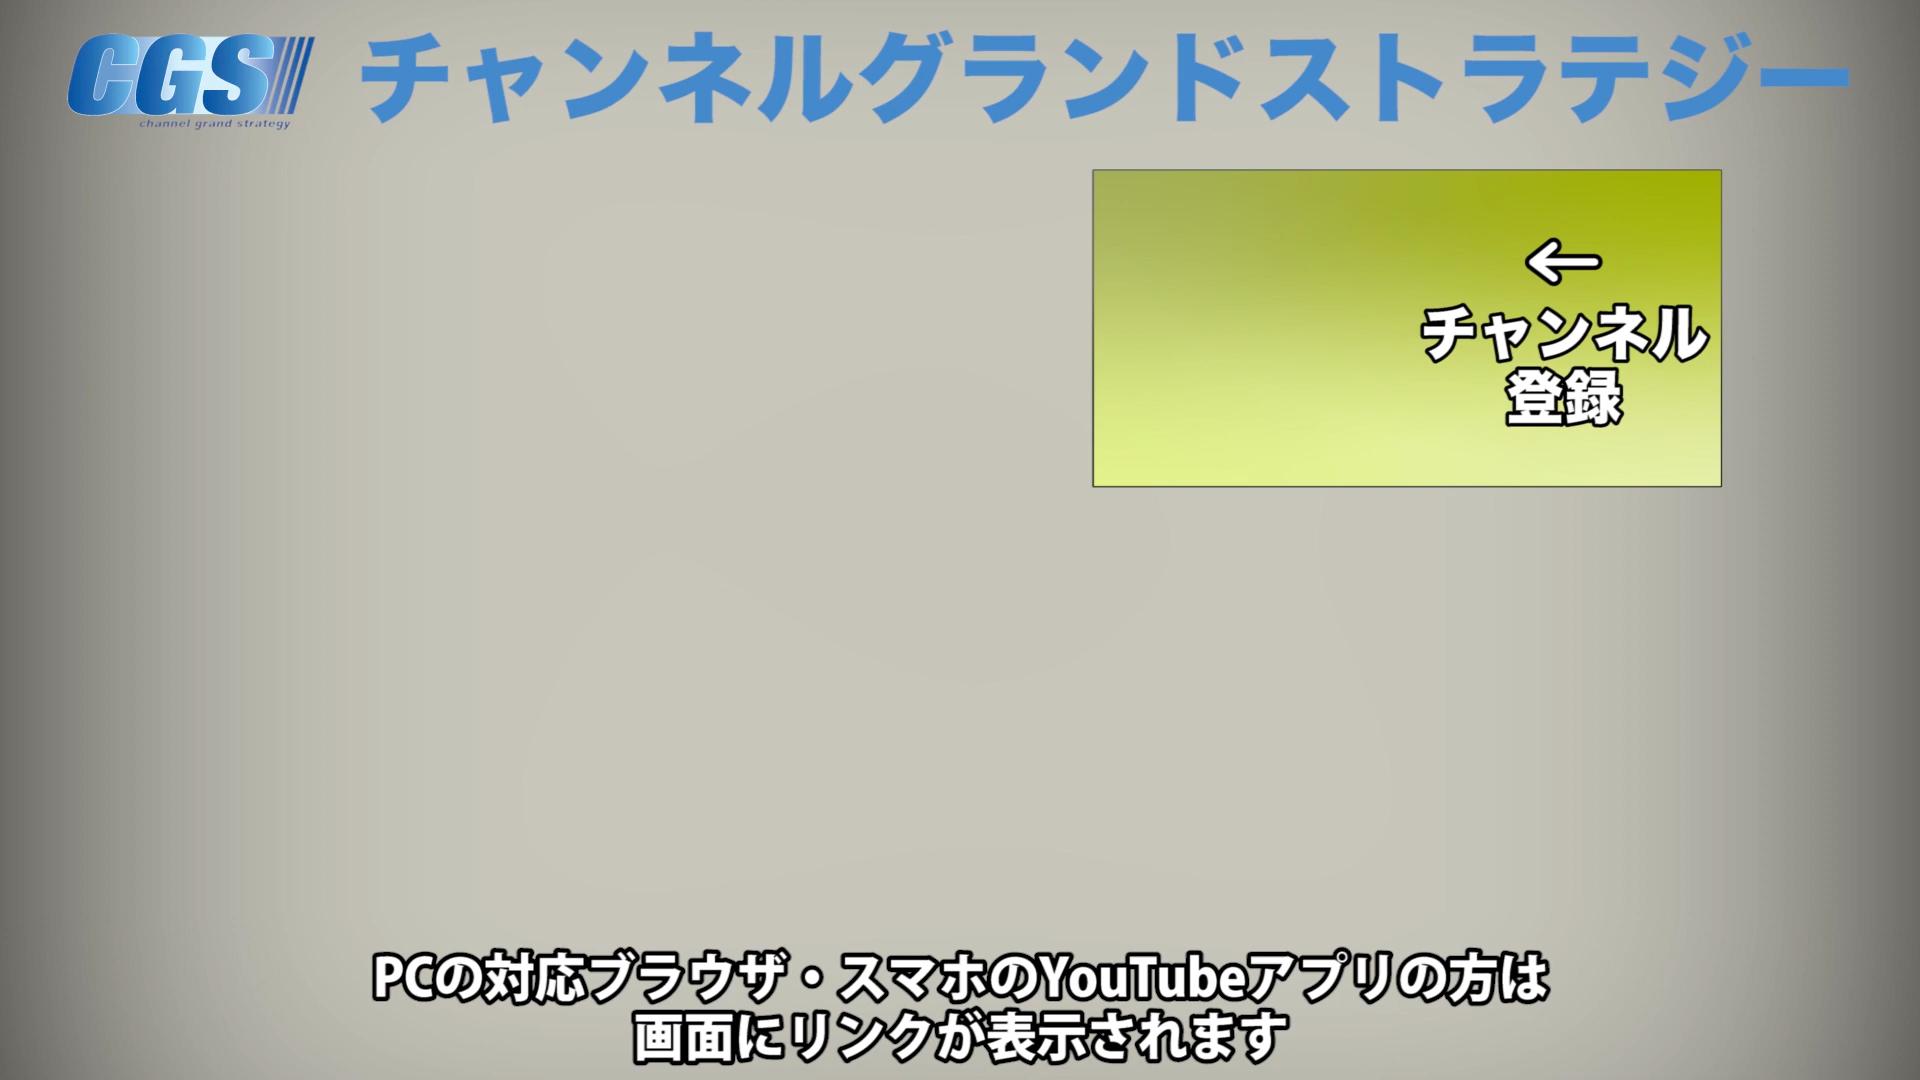 CGS
channel grand strategy
チャンネルグランドストラテジー
←
チャンネル
登録
PCの対応ブラウザ・スマホのYouTubeアプリの方は
画面にリンクが表示されます